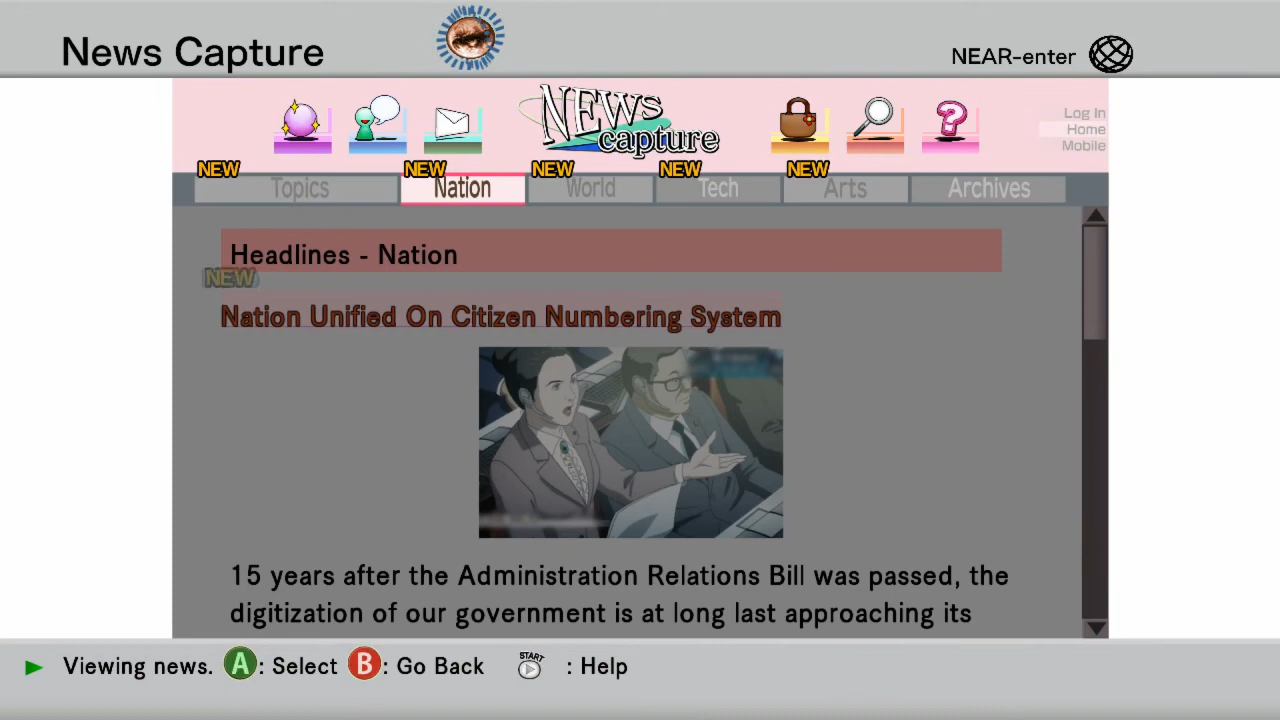 News Capture
NEAR-enter
NEWS
capture
Log In
Home
Mobile
NEW
NEW
NEW
NEW
NEW
Topics
Nation
World
Tech
Arts
Archives
Headlines - Nation
NEW
Nation Unified On Citizen Numbering System
15 years after the Administration Relations Bill was passed, the
digitization of our government is at long last approaching its
Viewing news. A : Select B : Go Back START : Help